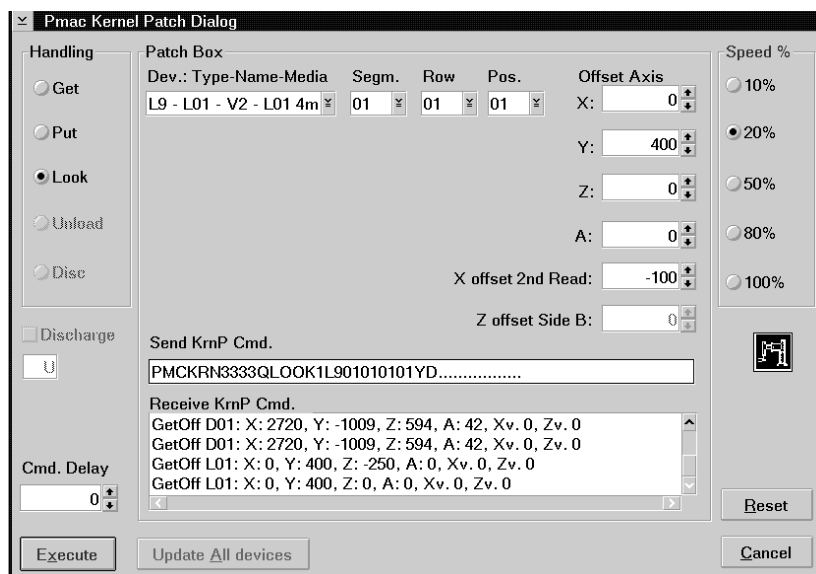 Pmac Kernel Patch Dialog
Handling
Get
Put
Look
Unload
Disc
Discharge
U
Cmd. Delay
0
Execute
Patch Box
Dev.: Type-Name-Media Segm. Row Pos. Offset Axis
L9 - L01 - V2 - L01 4m 01 01 01 X: 0
Y: 400
Z: 0
A: 0
X offset 2nd Read: -100
Z offset Side B: 0
Send KrnP Cmd.
PMCKRN3333QLOOK1L901010101YD.................
Receive KrnP Cmd.
GetOff D01: X: 2720, Y: -1009, Z: 594, A: 42, Xv. 0, Zv. 0
GetOff D01: X: 2720, Y: -1009, Z: 594, A: 42, Xv. 0, Zv. 0
GetOff L01: X: 0, Y: 400, Z: -250, A: 0, Xv. 0, Zv. 0
GetOff L01: X: 0, Y: 400, Z: 0, A: 0, Xv. 0, Zv. 0
Update All devices
Speed %
10%
20%
50%
80%
100%
Reset
Cancel